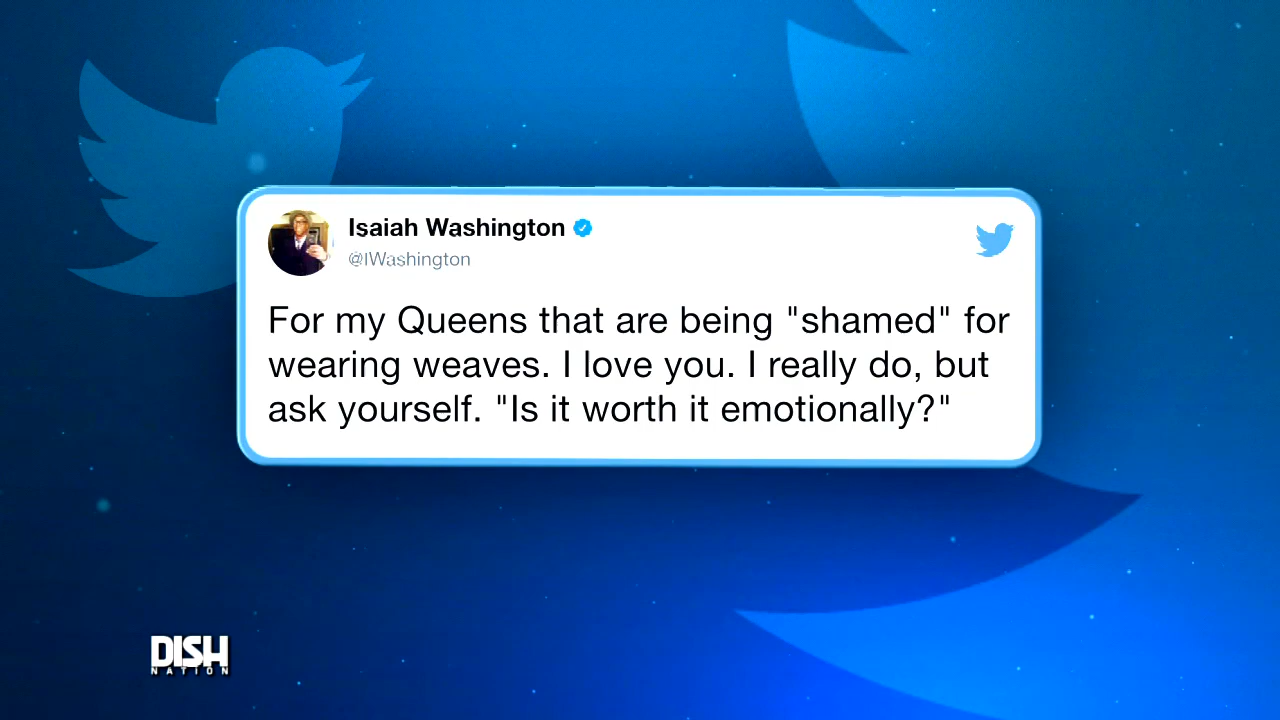 Isaiah Washington
@IWashington
For my Queens that are being "shamed" for
wearing weaves. I love you. I really do, but
ask yourself. "Is it worth it emotionally?"
DISH
NATION